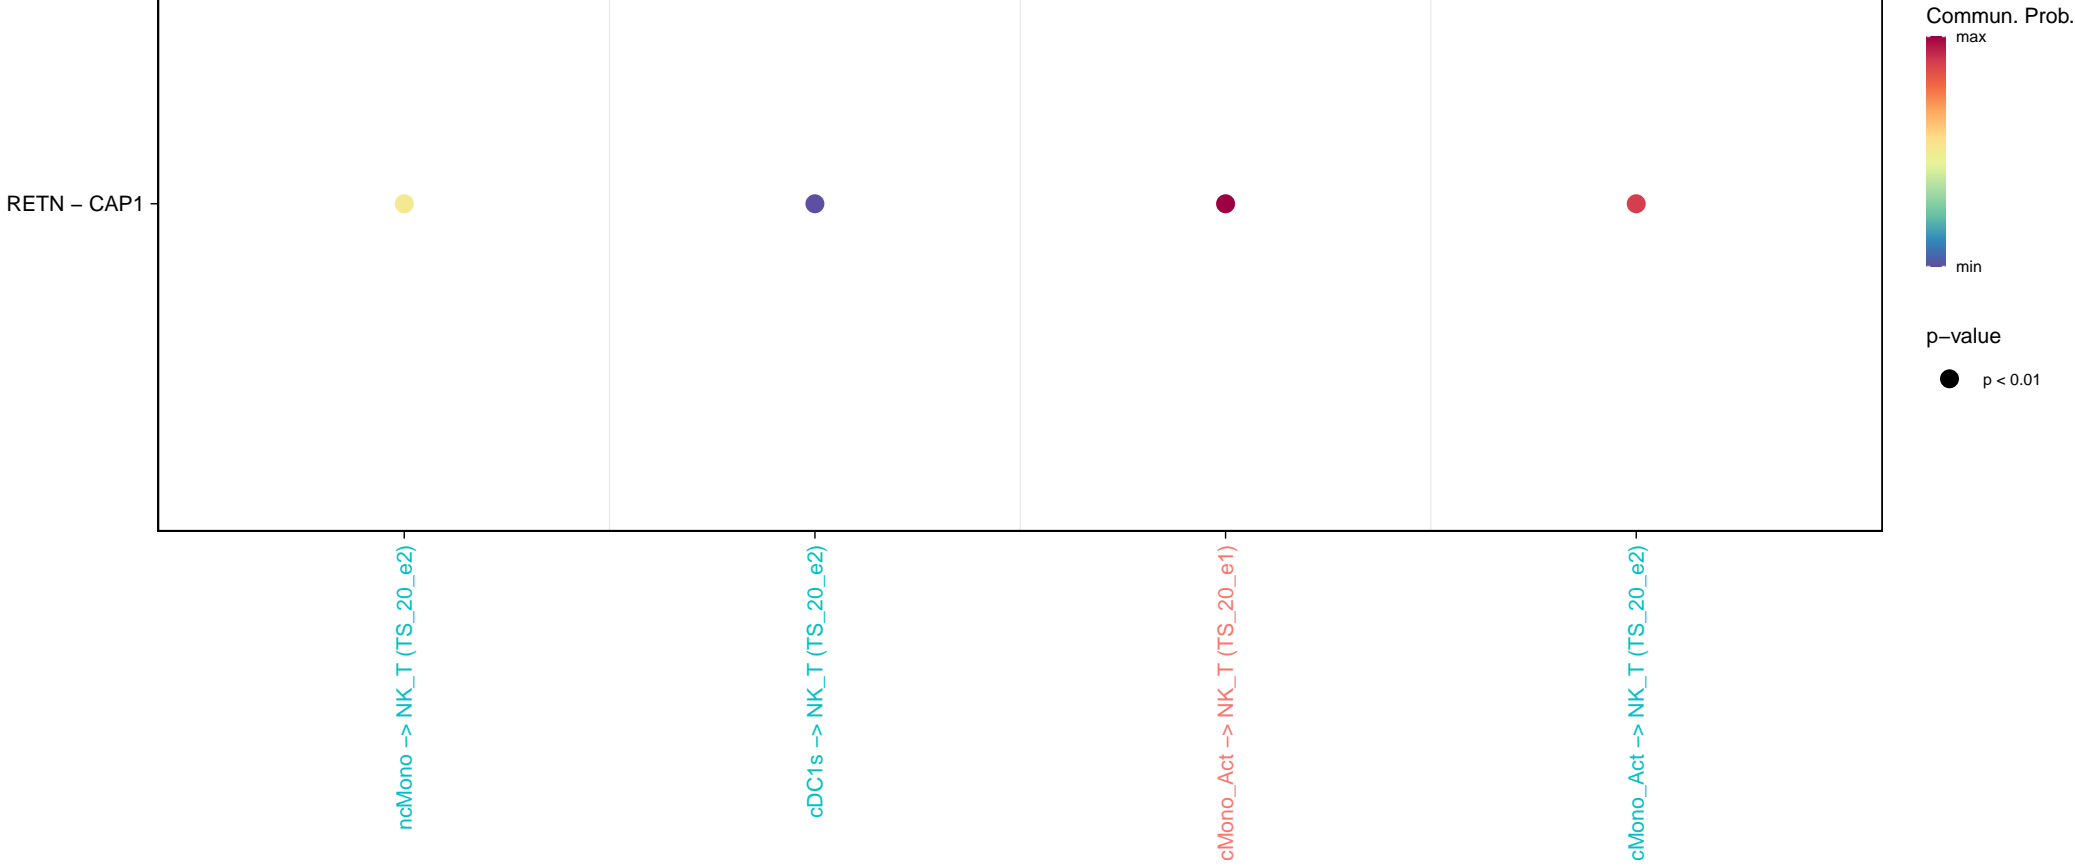 Commun. Prob.
max
min
RETN − CAP1
p−value
p < 0.01
ncMono −> NK_T (TS_20_e2)
cDC1s −> NK_T (TS_20_e2)
cMono_Act −> NK_T (TS_20_e1)
cMono_Act −> NK_T (TS_20_e2)